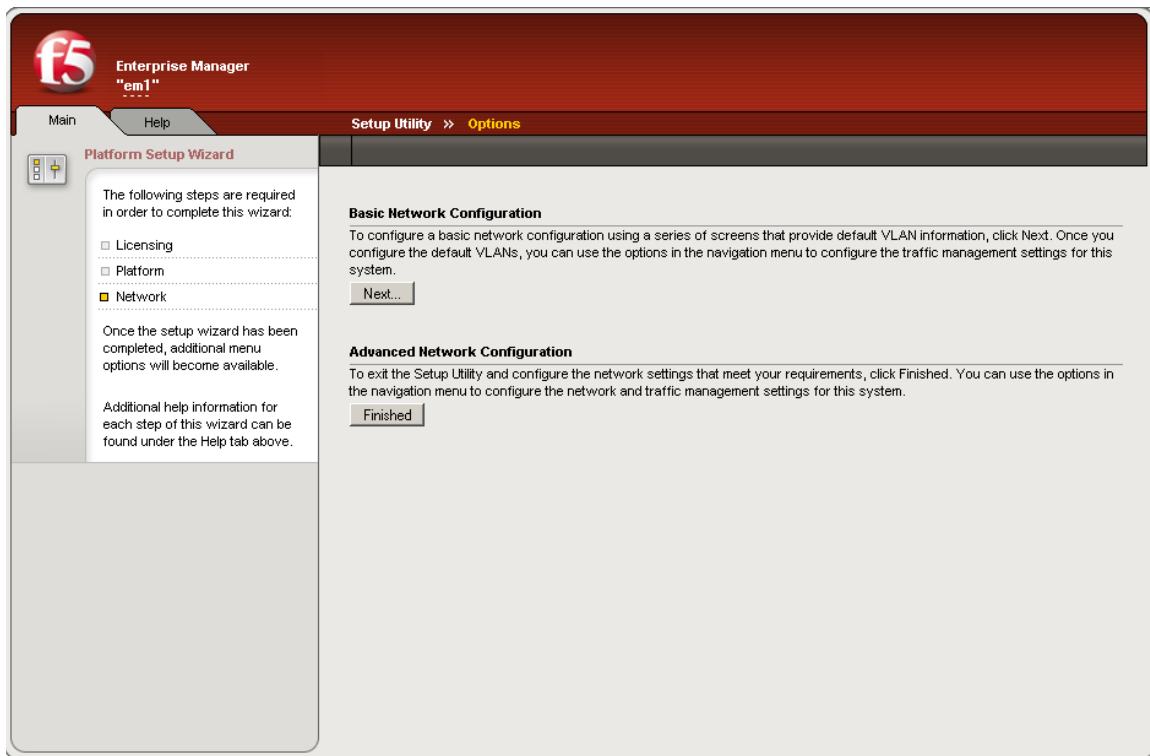 f5
Enterprise Manager
"em1"
Main
Help
Setup Utility » Options
Platform Setup Wizard
The following steps are required
in order to complete this wizard:
Licensing
Platform
Network
Once the setup wizard has been
completed, additional menu
options will become available.
Additional help information for
each step of this wizard can be
found under the Help tab above.
Basic Network Configuration
To configure a basic network configuration using a series of screens that provide default VLAN information, click Next. Once you
configure the default VLANs, you can use the options in the navigation menu to configure the traffic management settings for this
system.
Next...
Advanced Network Configuration
To exit the Setup Utility and configure the network settings that meet your requirements, click Finished. You can use the options in
the navigation menu to configure the network and traffic management settings for this system.
Finished